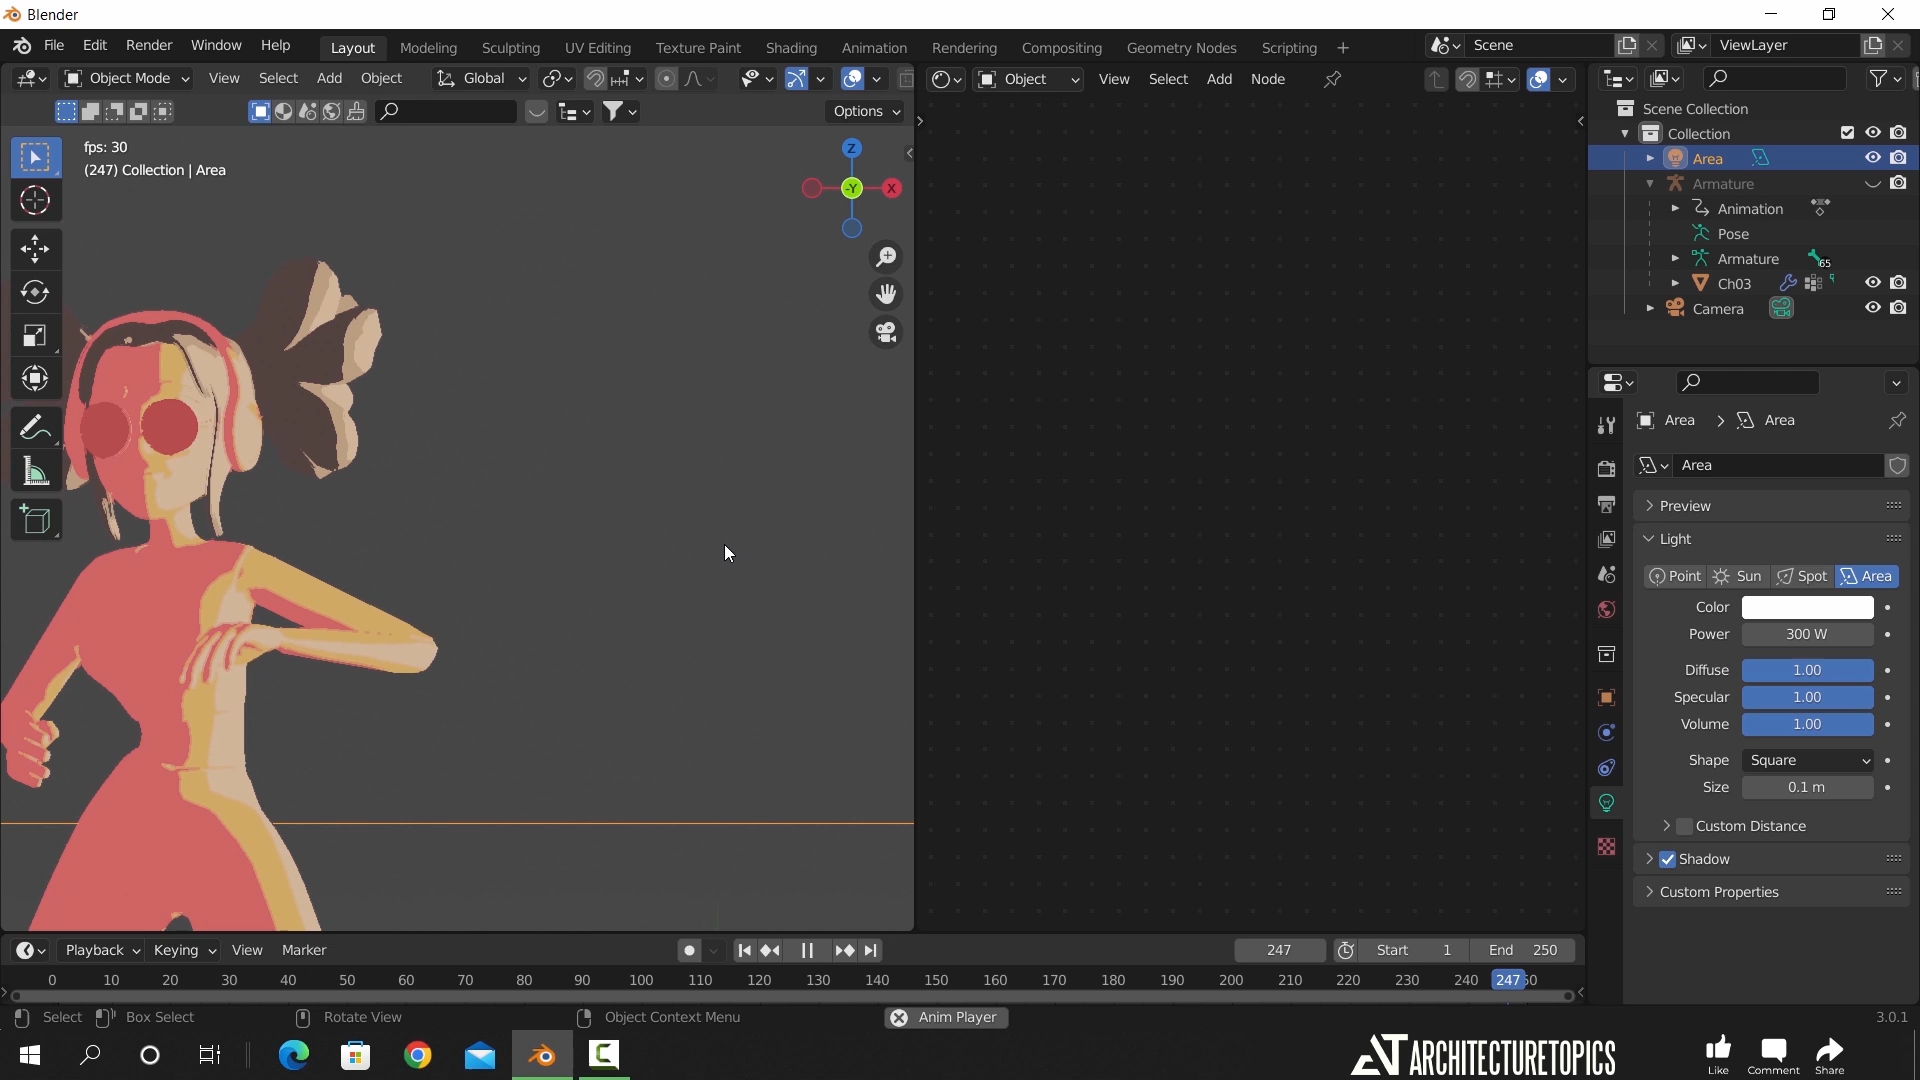 Blender
File Edit Render Window Help Layout Modeling Sculpting UV Editing Texture Paint Shading Animation Rendering Compositing Geometry Nodes Scripting + Scene ViewLayer
Object Mode View Select Add Object Global Object View Select Add Node
Options
Scene Collection
Collection
Area
Armature
Animation
Pose
Armature 65
Ch03
Camera
fps: 30
(247) Collection | Area
Z
-Y X
Area > Area
Area
Preview
Light
Point Sun Spot Area
Color
Power 300 W
Diffuse 1.00
Specular 1.00
Volume 1.00
Shape Square
Size 0.1 m
Custom Distance
Shadow
Custom Properties
Playback Keying View Marker 247 Start 1 End 250
0 10 20 30 40 50 60 70 80 90 100 110 120 130 140 150 160 170 180 190 200 210 220 230 240 247 50
Select Box Select Rotate View Object Context Menu Anim Player 3.0.1
ARCHITECTURETOPICS
Like Comment Share